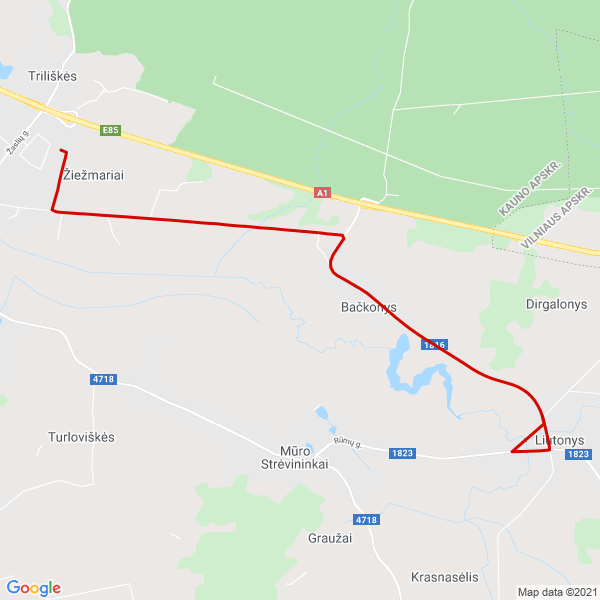 Triliškės
E85
Žaslių g.
Žiežmariai
A1
KAUNO APSKR.
VILNIAUS APSKR.
Dirgalonys
Bačkonys
1816
4718
Turloviškės
Rūmų g.
Mūro
Strėvininkai
1823
Liutonys
1823
4718
Graužai
Krasnasėlis
Google
Map data ©2021